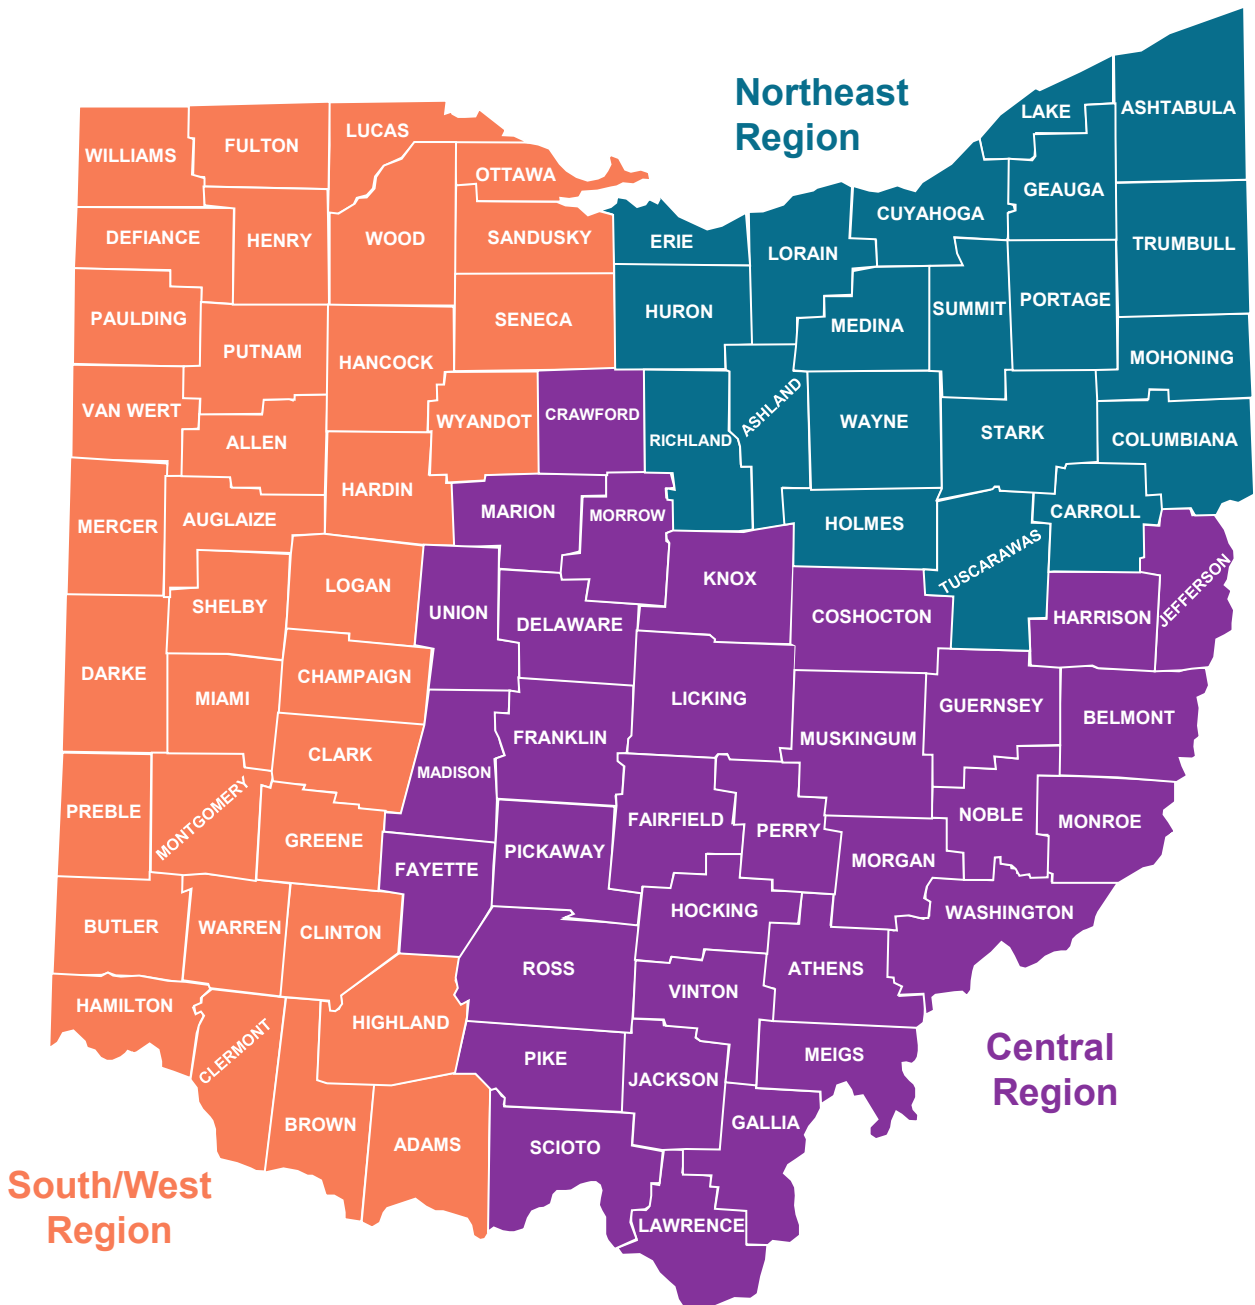 Northeast
Region
LAKE
ASHTABULA
LUCAS
FULTON
WILLIAMS
OTTAWA
GEAUGA
CUYAHOGA
DEFIANCE
HENRY
WOOD
SANDUSKY
ERIE
LORAIN
TRUMBULL
PAULDING
SENECA
HURON
MEDINA
SUMMIT
PORTAGE
PUTNAM
HANCOCK
MOHONING
VAN WERT
ALLEN
WYANDOT
CRAWFORD
RICHLAND
ASHLAND
WAYNE
STARK
COLUMBIANA
HARDIN
MERCER
AUGLAIZE
MARION
MORROW
HOLMES
CARROLL
TUSCARAWAS
LOGAN
KNOX
JEFFERSON
SHELBY
UNION
DELAWARE
COSHOCTON
HARRISON
DARKE
MIAMI
CHAMPAIGN
LICKING
GUERNSEY
BELMONT
CLARK
FRANKLIN
MUSKINGUM
MADISON
PREBLE
MONTGOMERY
GREENE
FAIRFIELD
PERRY
NOBLE
MONROE
FAYETTE
PICKAWAY
MORGAN
BUTLER
WARREN
CLINTON
HOCKING
WASHINGTON
ROSS
ATHENS
HAMILTON
HIGHLAND
VINTON
CLERMONT
PIKE
JACKSON
MEIGS
Central
Region
BROWN
ADAMS
SCIOTO
GALLIA
South/West
Region
LAWRENCE